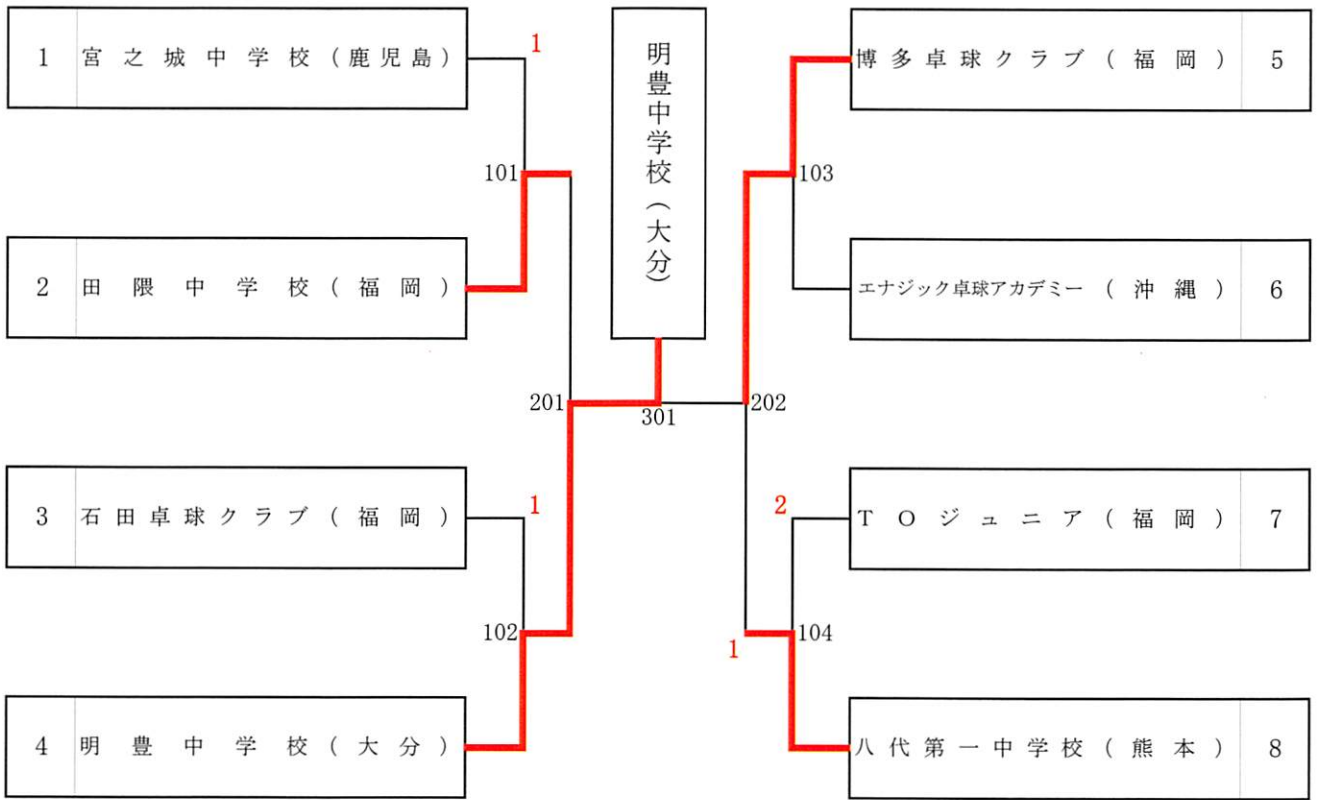 1 宮之城中学校(鹿児島)
1
101
2 田隈中学校(福岡)
201
3 石田卓球クラブ(福岡)
1
102
4 明豊中学校(大分)
明豊中学校(大分)
301
博多卓球クラブ(福岡) 5
103
エナジック卓球アカデミー(沖縄) 6
202
2
TOジュニア(福岡) 7
104
1
八代第一中学校(熊本) 8